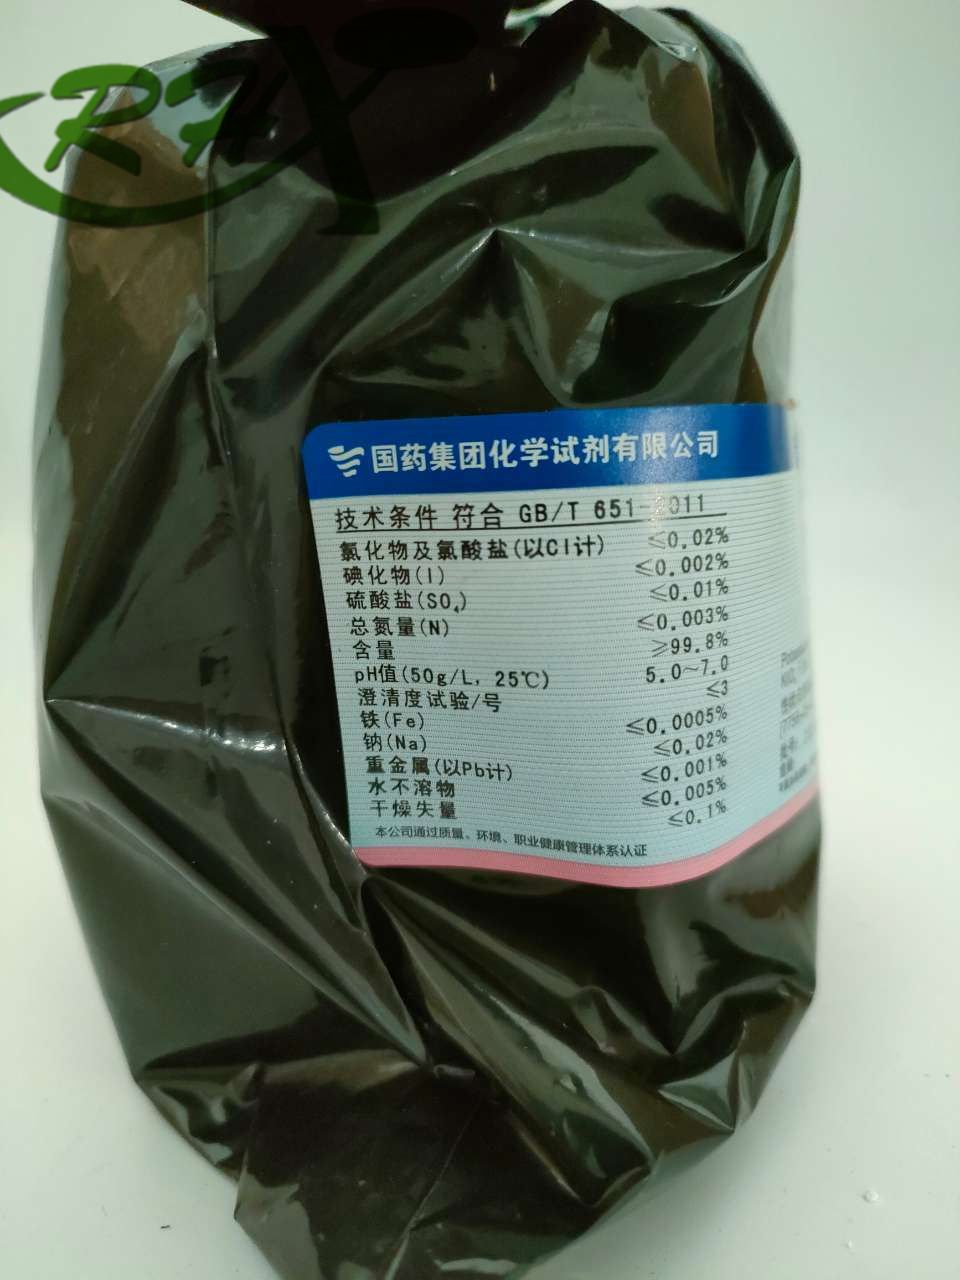 RHX
国药集团化学试剂有限公司
技术条件 符合 GB/T 651-2011
氯化物及氯酸盐(以Cl计) ≤0.02%
碘化物(I) ≤0.002%
硫酸盐(SO₄) ≤0.01%
总氮量(N) ≤0.003%
含量 ≥99.8%
pH值(50g/L, 25℃) 5.0~7.0
澄清度试验/号 ≤3
铁(Fe) ≤0.0005%
钠(Na) ≤0.02%
重金属(以Pb计) ≤0.001%
水不溶物 ≤0.005%
干燥失量 ≤0.1%
本公司通过质量、环境、职业健康管理体系认证